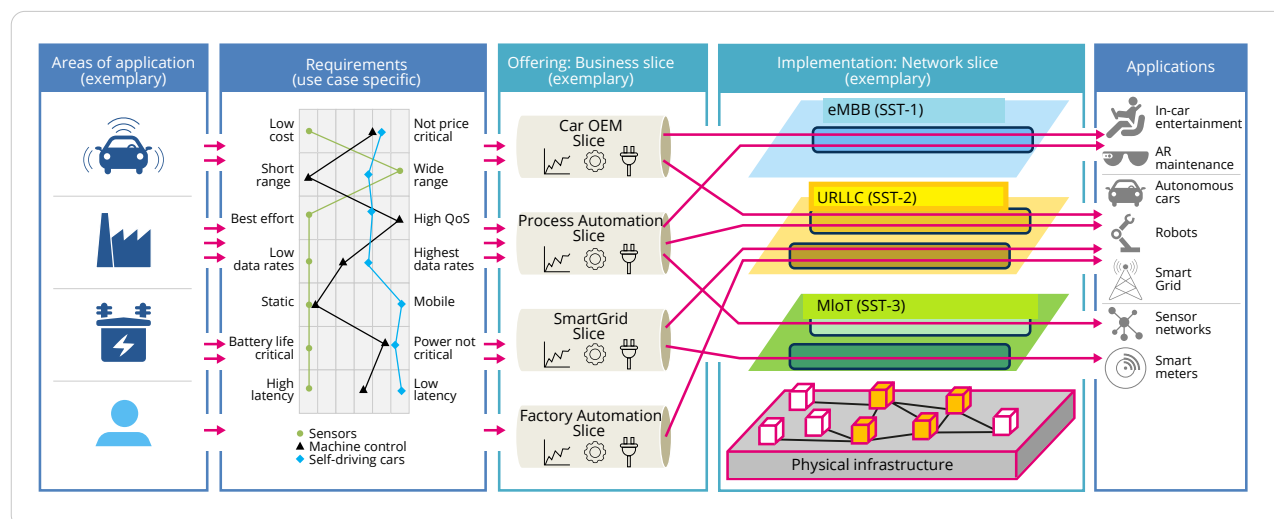 Areas of application
(exemplary)
Requirements
(use case specific)
Low
cost
Not price
critical
Short
range
Wide
range
Best effort
High QoS
Low
data rates
Highest
data rates
Static
Mobile
Battery life
critical
Power not
critical
High
latency
Low
latency
Sensors
Machine control
Self-driving cars
Offering: Business slice
(exemplary)
Car OEM
Slice
Process Automation
Slice
SmartGrid
Slice
Factory Automation
Slice
Implementation: Network slice
(exemplary)
eMBB (SST-1)
URLLC (SST-2)
MIoT (SST-3)
Physical infrastructure
Applications
In-car
entertainment
AR
maintenance
Autonomous
cars
Robots
Smart
Grid
Sensor
networks
Smart
meters